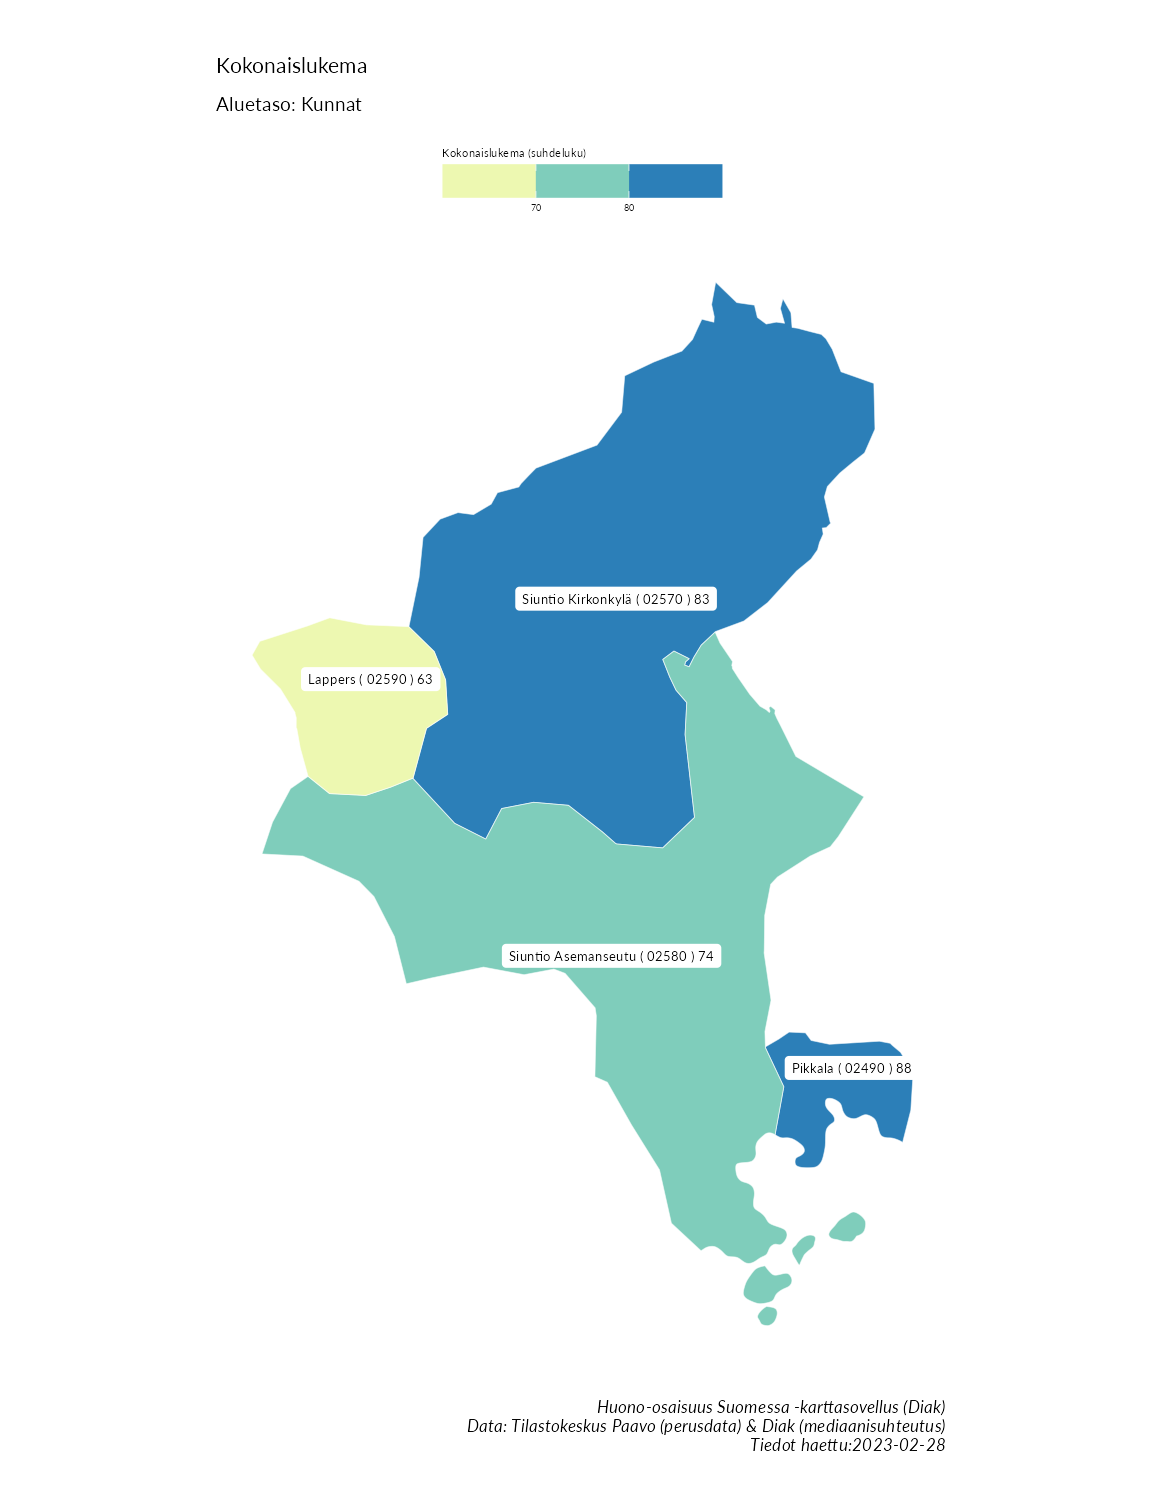 Kokonaislukema
Aluetaso: Kunnat
Kokonaislukema (suhdeluku)
70
80
Siuntio Kirkonkylä ( 02570 ) 83
Lappers ( 02590 ) 63
Siuntio Asemanseutu ( 02580 ) 74
Pikkala ( 02490 ) 88
Huono-osaisuus Suomessa -karttasovellus (Diak)
Data: Tilastokeskus Paavo (perusdata) & Diak (mediaanisuhteutus)
Tiedot haettu:2023-02-28